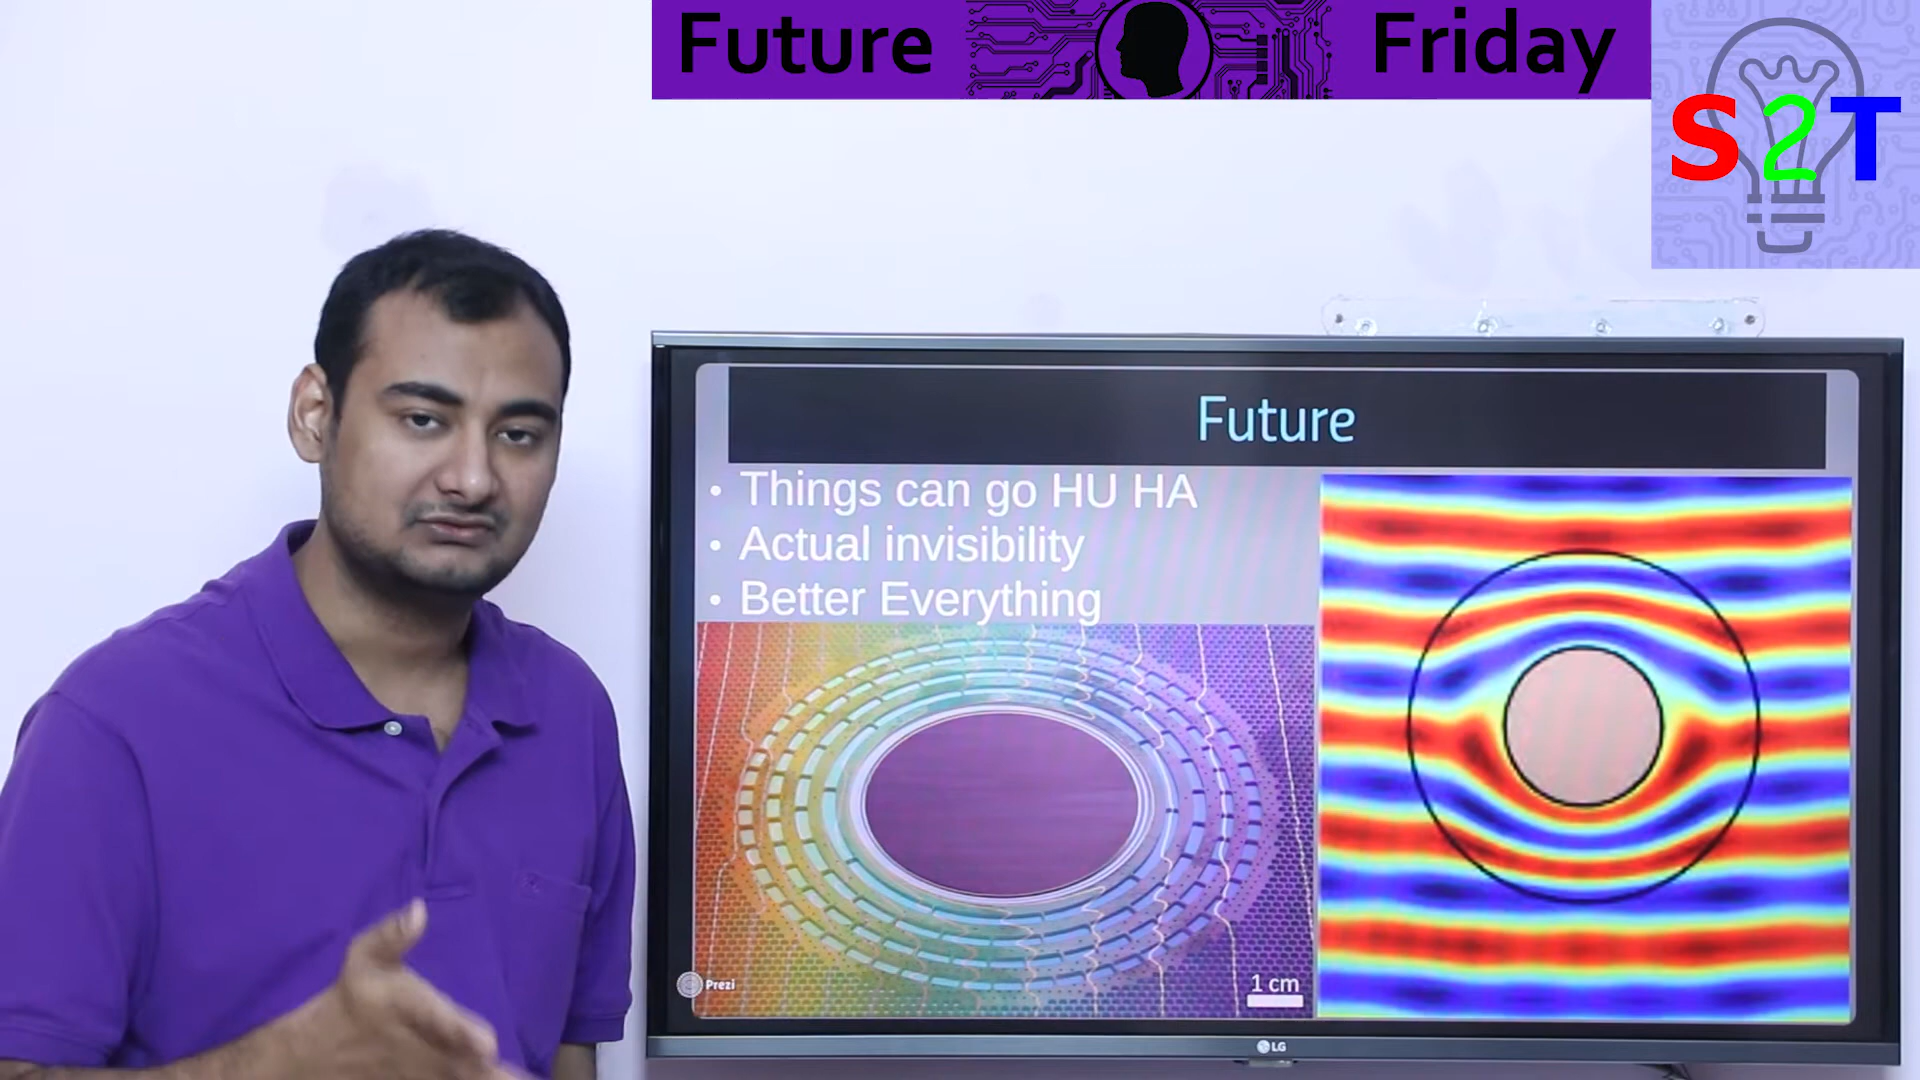 Future Friday
S2T
Future
• Things can go HU HA
• Actual invisibility
• Better Everything
1 cm
Prezi
LG